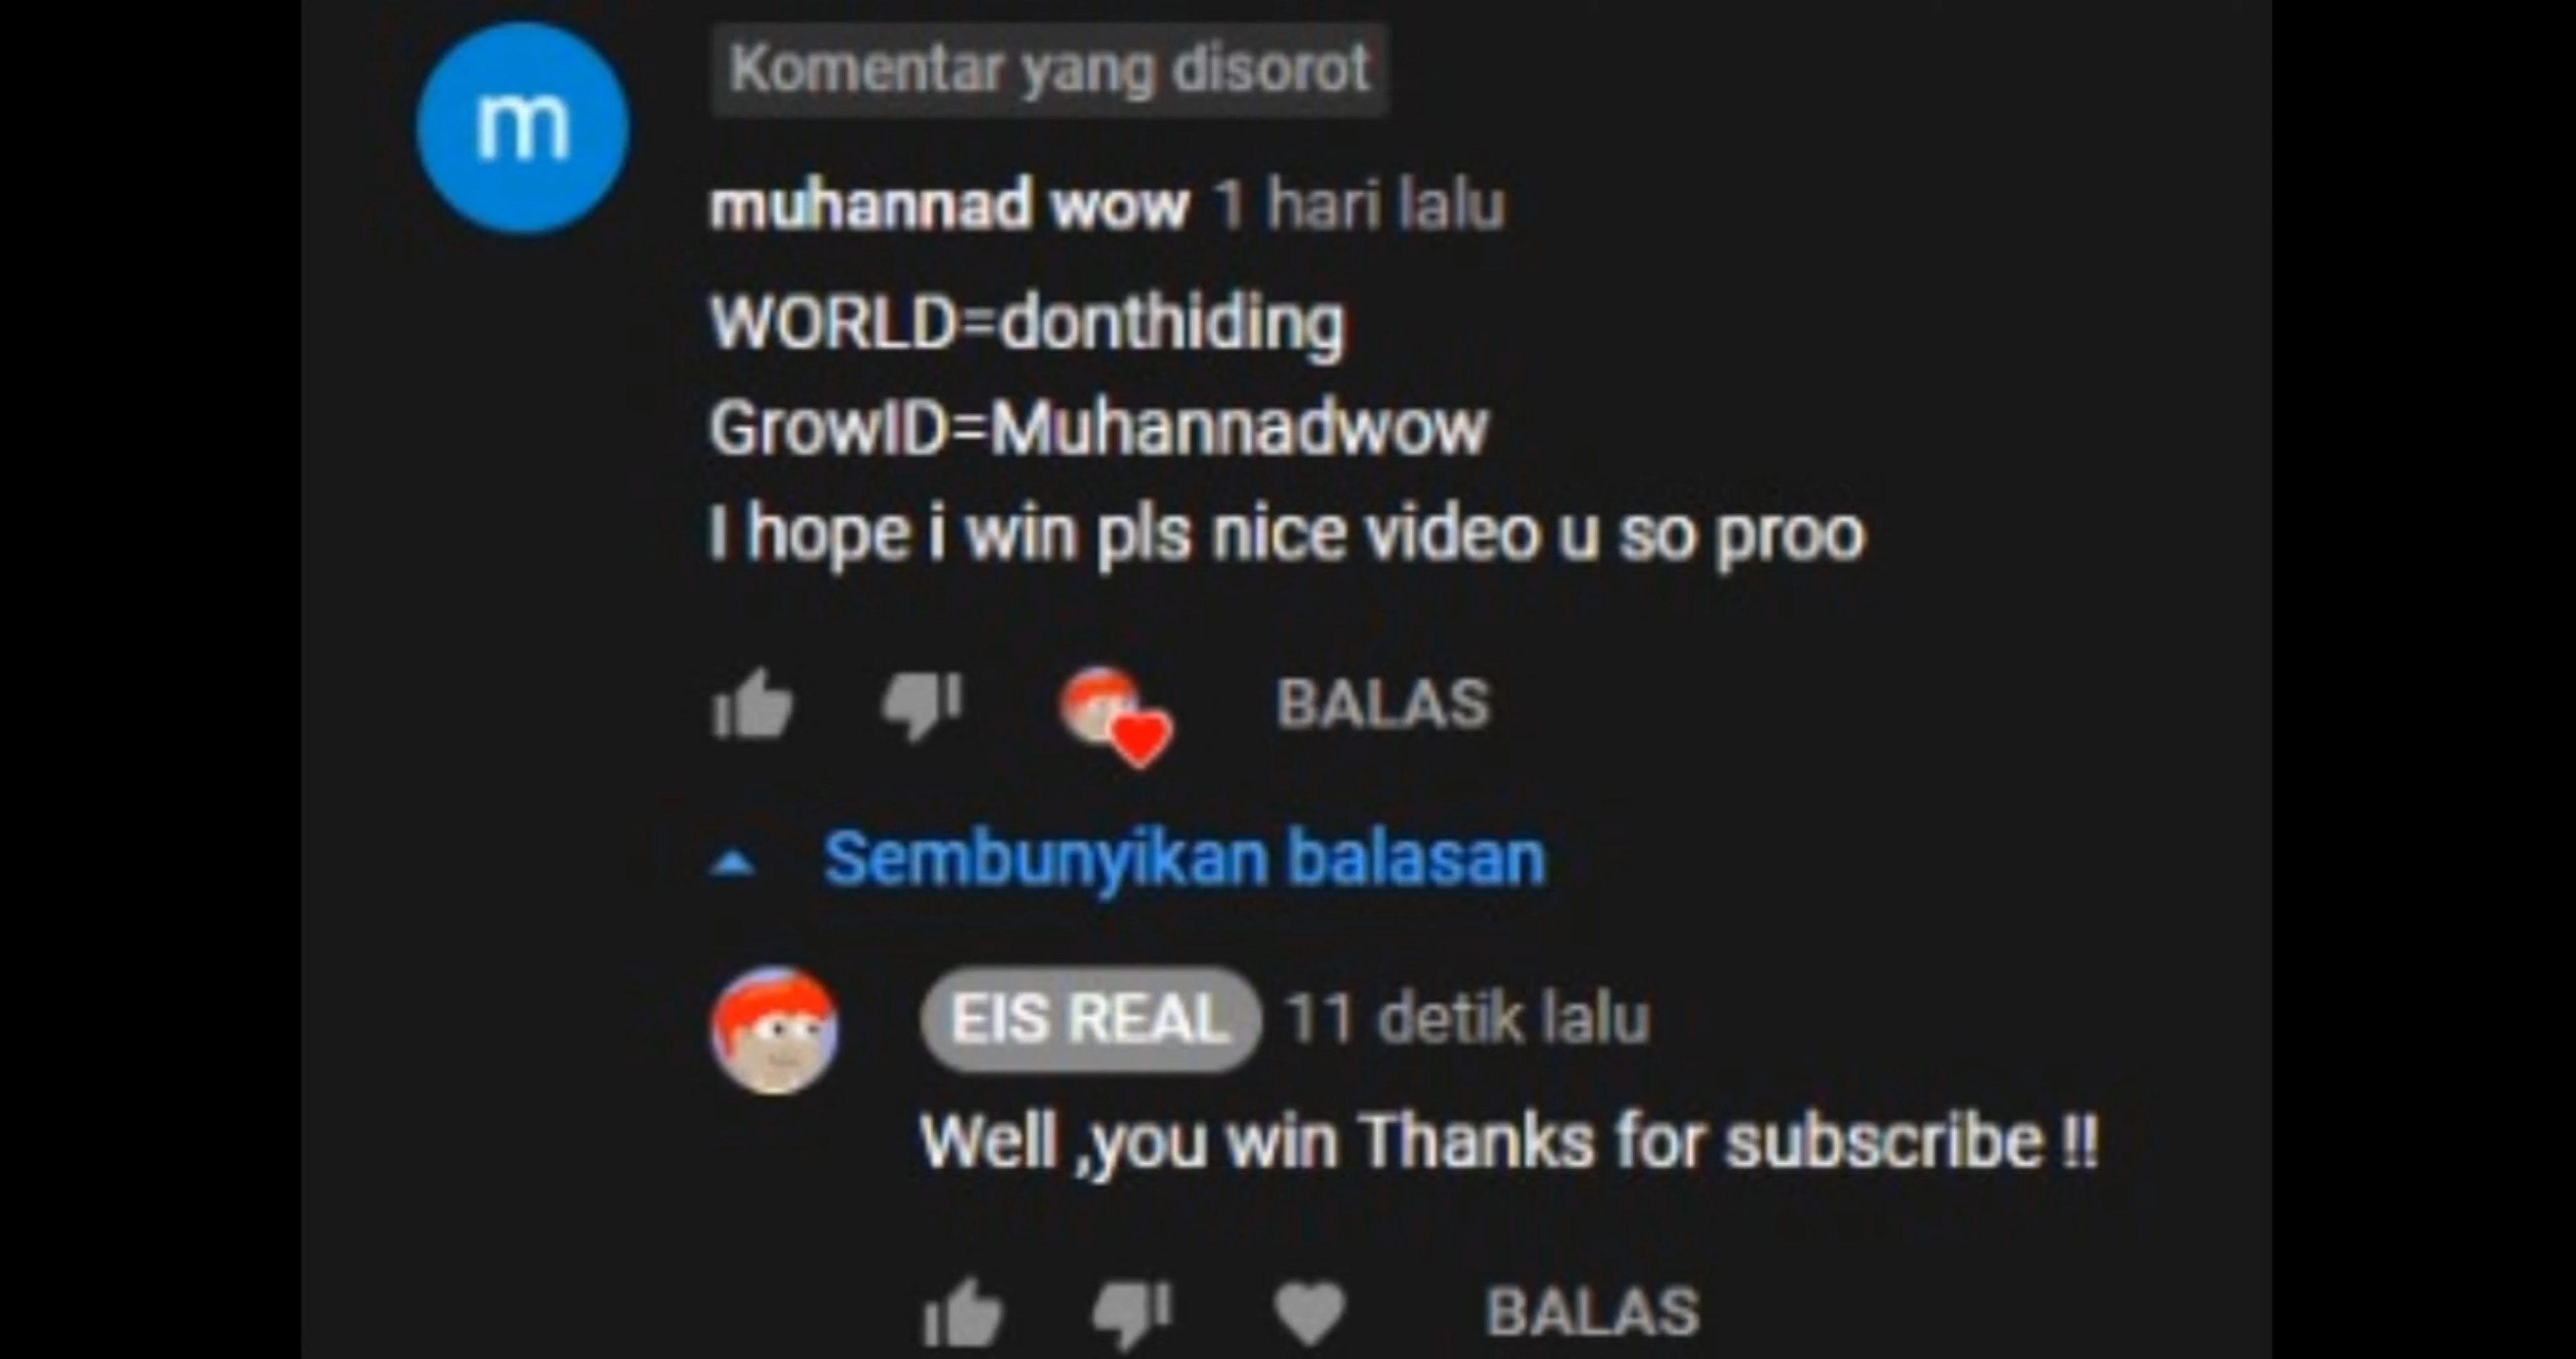 m
Komentar yang disorot
muhannad wow 1 hari lalu
WORLD=donthiding
GrowID=Muhannadwow
I hope i win pls nice video u so proo
BALAS
Sembunyikan balasan
EIS REAL 11 detik lalu
Well ,you win Thanks for subscribe !!
BALAS